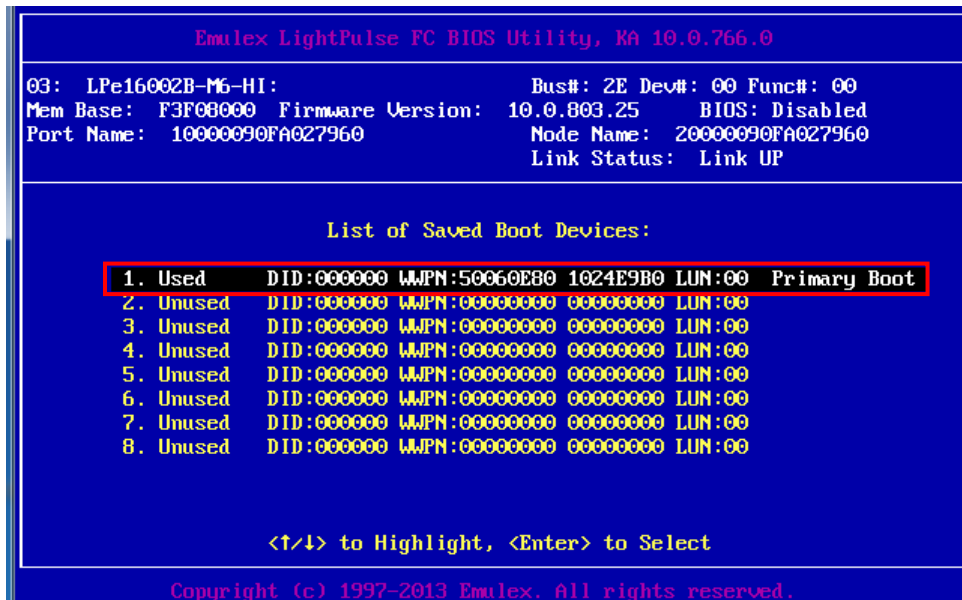 Emulex LightPulse FC BIOS Utility, KA 10.0.766.0
03: LPe16002B-M6-HI: Bus#: 2E Dev#: 00 Func#: 00
Mem Base: F3F08000 Firmware Version: 10.0.803.25 BIOS: Disabled
Port Name: 10000090FA027960 Node Name: 20000090FA027960
Link Status: Link UP
List of Saved Boot Devices:
1. Used DID:000000 WWPN:50060E80 1024E9B0 LUN:00 Primary Boot
2. Unused DID:000000 WWPN:00000000 00000000 LUN:00
3. Unused DID:000000 WWPN:00000000 00000000 LUN:00
4. Unused DID:000000 WWPN:00000000 00000000 LUN:00
5. Unused DID:000000 WWPN:00000000 00000000 LUN:00
6. Unused DID:000000 WWPN:00000000 00000000 LUN:00
7. Unused DID:000000 WWPN:00000000 00000000 LUN:00
8. Unused DID:000000 WWPN:00000000 00000000 LUN:00
<↑/↓> to Highlight, <Enter> to Select
Copyright (c) 1997-2013 Emulex. All rights reserved.